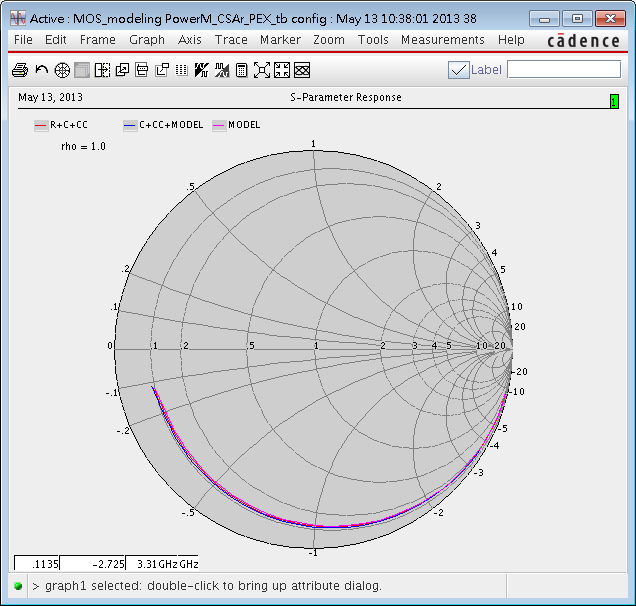 Active : MOS_modeling PowerM_CSAr_PEX_tb config : May 13 10:38:01 2013 38
File Edit Frame Graph Axis Trace Marker Zoom Tools Measurements Help cādence
Label
May 13, 2013 S-Parameter Response 1
R+C+CC C+CC+MODEL MODEL
rho = 1.0
1
.5 2
3
4
.2 5
.1 10
20
0 .1 .2 .5 1 2 3 4 5 10 20
-20
-.1 -10
-.2 -5
-4
-3
-.5 -2
-1
.1135 -2.725 3.31GHz GHz
> graph1 selected: double-click to bring up attribute dialog.